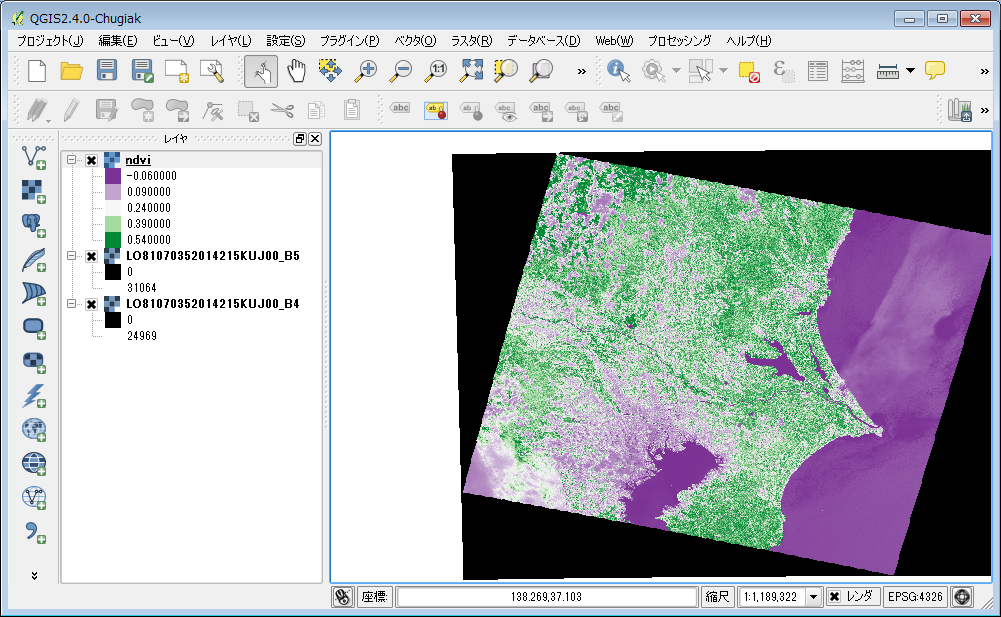 QGIS2.4.0-Chugiak
プロジェクト(J) 編集(E) ビュー(V) レイヤ(L) 設定(S) プラグイン(P) ベクタ(O) ラスタ(R) データベース(D) Web(W) プロセッシング ヘルプ(H)
1:1
abc abc
レイヤ
ndvi
-0.060000
0.090000
0.240000
0.390000
0.540000
LO81070352014215KUJ00_B5
0
31064
LO81070352014215KUJ00_B4
0
24969
座標: 138.269,37.103 縮尺 1:1,189,322 レンダ EPSG:4326